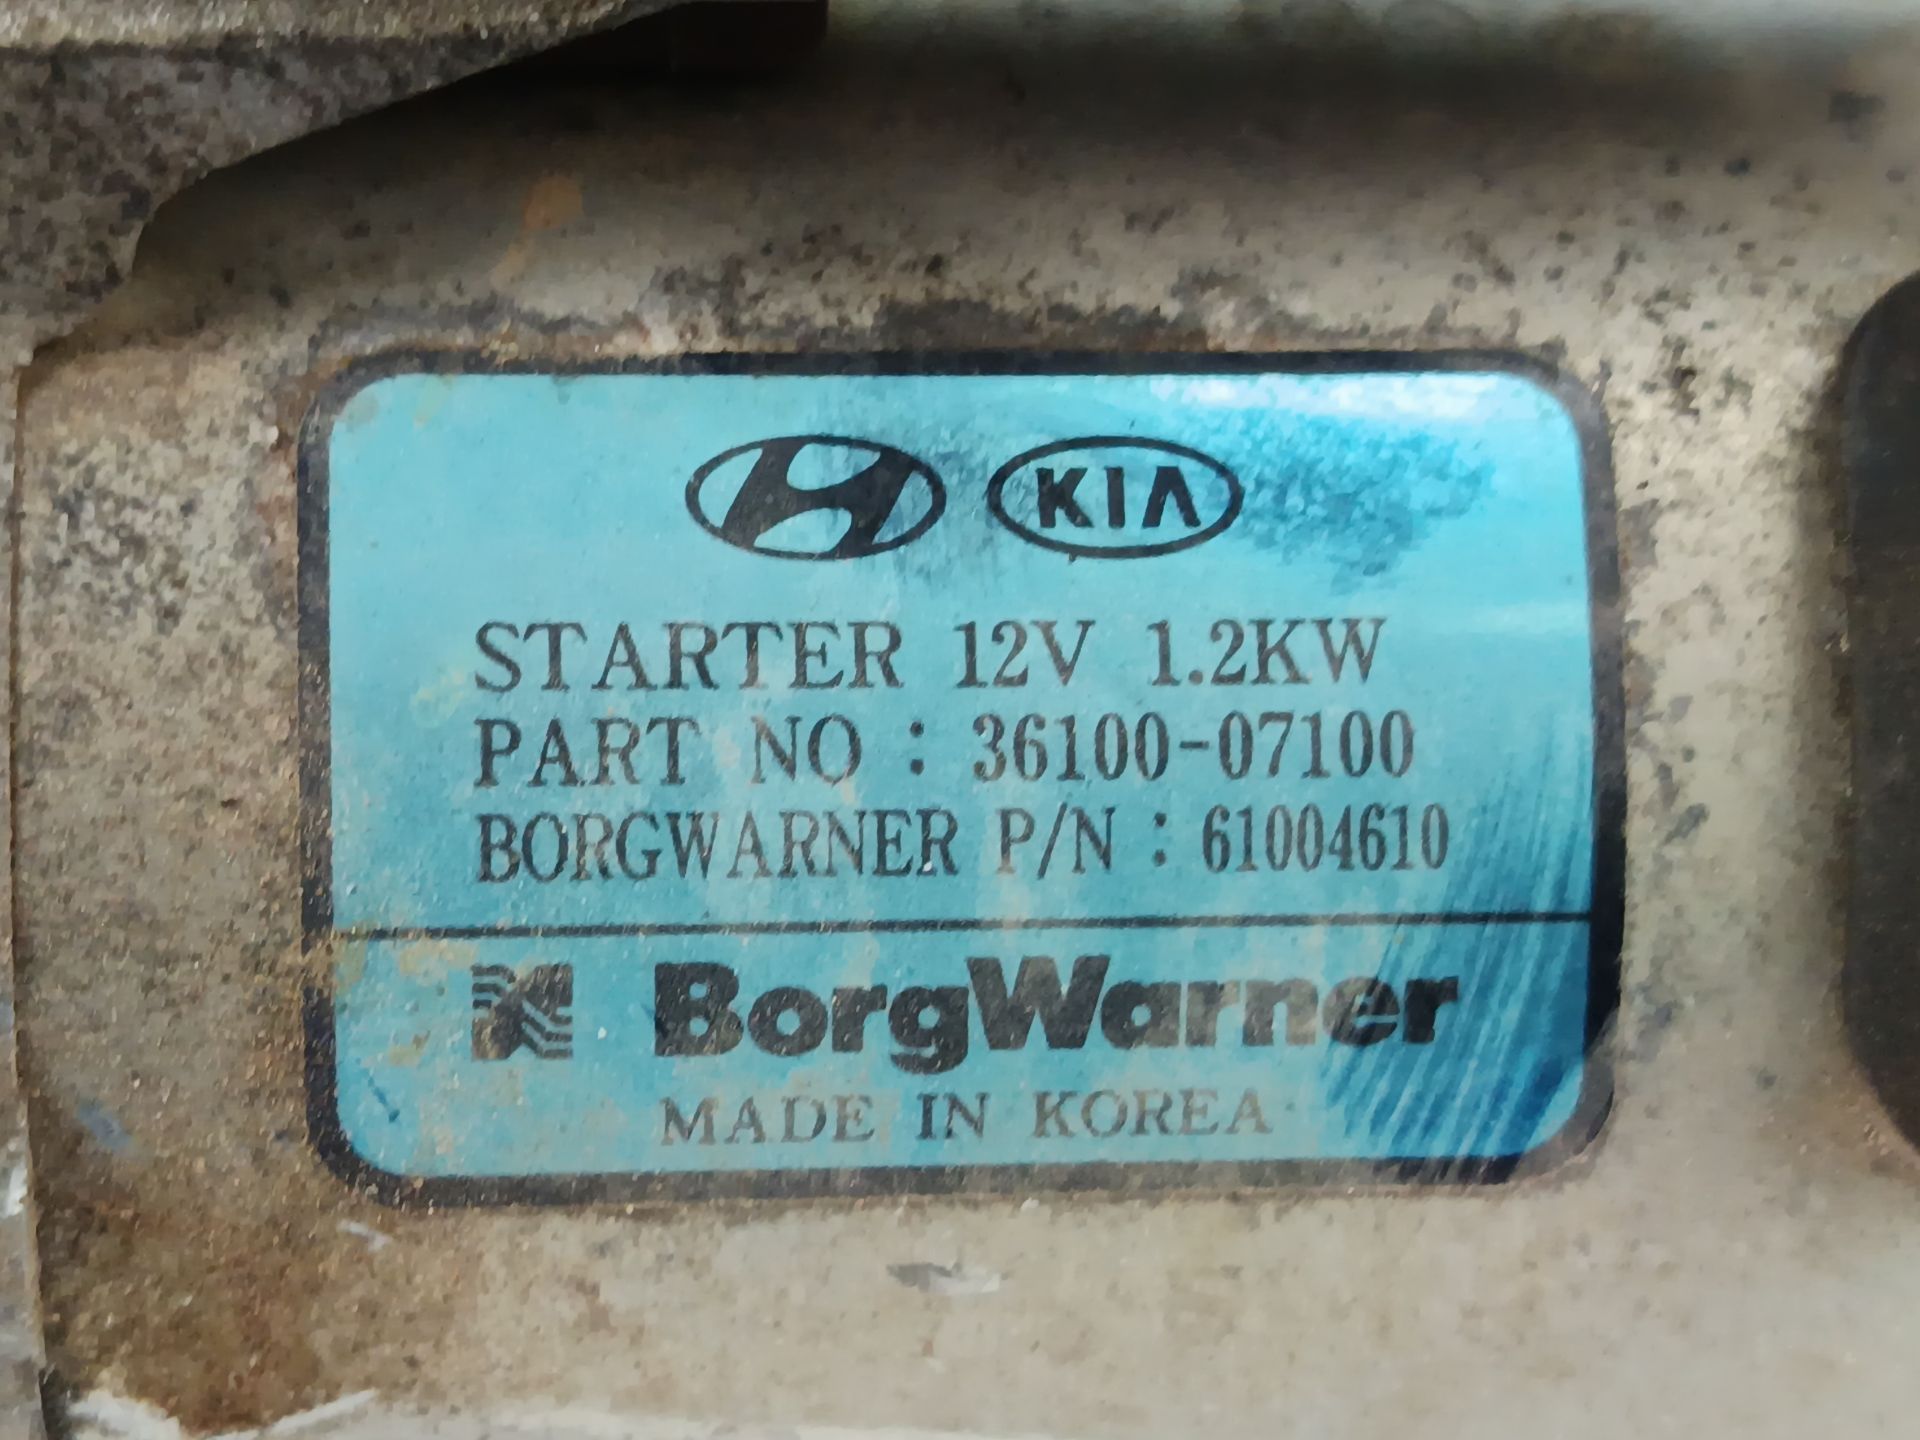 KIA
STARTER 12V 1.2KW
PART NO : 36100-07100
BORGWARNER P/N : 61004610
BorgWarner
MADE IN KOREA